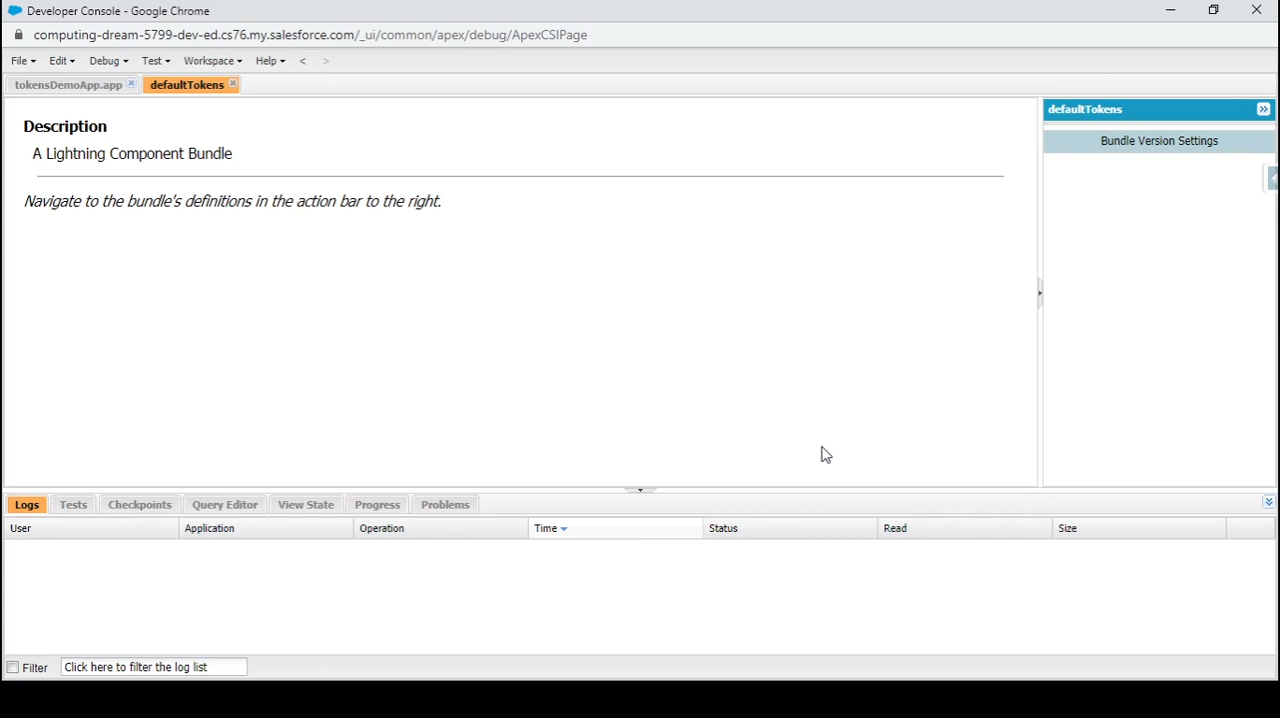 Developer Console - Google Chrome
computing-dream-5799-dev-ed.cs76.my.salesforce.com/_ui/common/apex/debug/ApexCSIPage
File Edit Debug Test Workspace Help < >
tokensDemoApp.app defaultTokens
Description
A Lightning Component Bundle
Navigate to the bundle's definitions in the action bar to the right.
defaultTokens
Bundle Version Settings
Logs Tests Checkpoints Query Editor View State Progress Problems
User Application Operation Time Status Read Size
Filter Click here to filter the log list